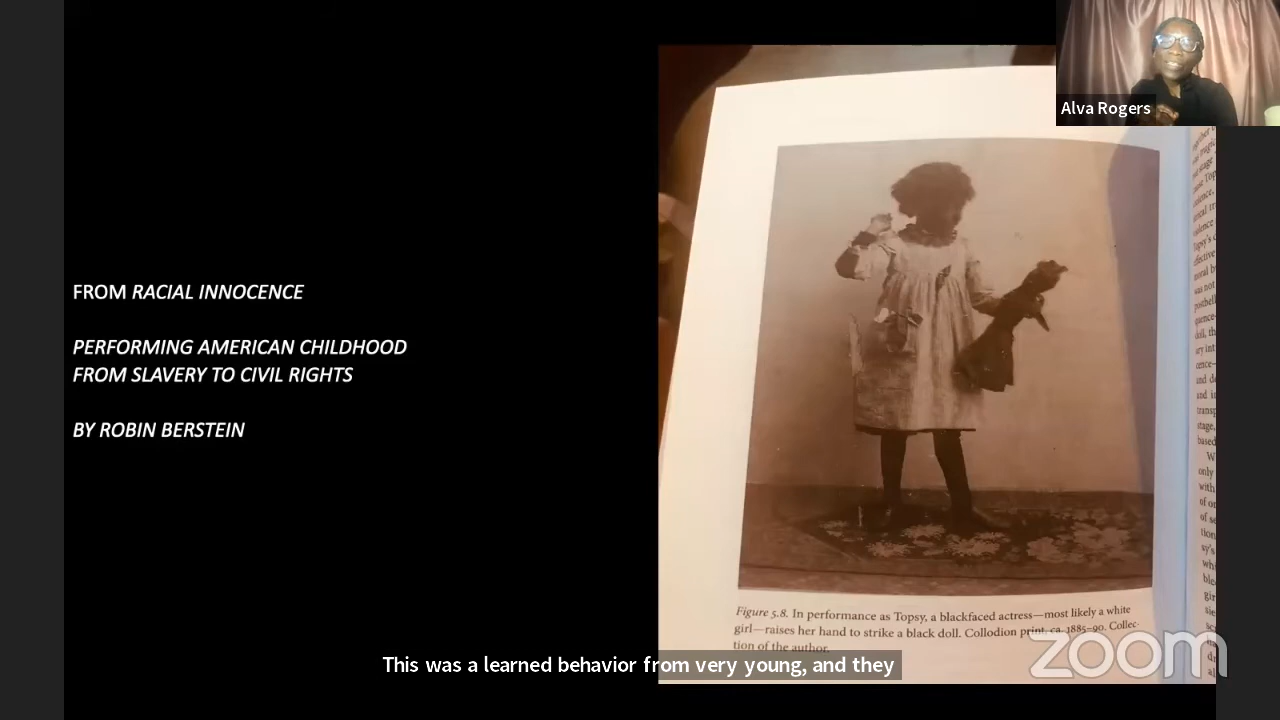 Alva Rogers
FROM RACIAL INNOCENCE
PERFORMING AMERICAN CHILDHOOD
FROM SLAVERY TO CIVIL RIGHTS
BY ROBIN BERSTEIN
Figure 5.8. In performance as Topsy, a blackfaced actress—most likely a white
girl—raises her hand to strike a black doll. Collodion print, ca. 1885–90. Collec-
tion of the author.
This was a learned behavior from very young, and they
zoom